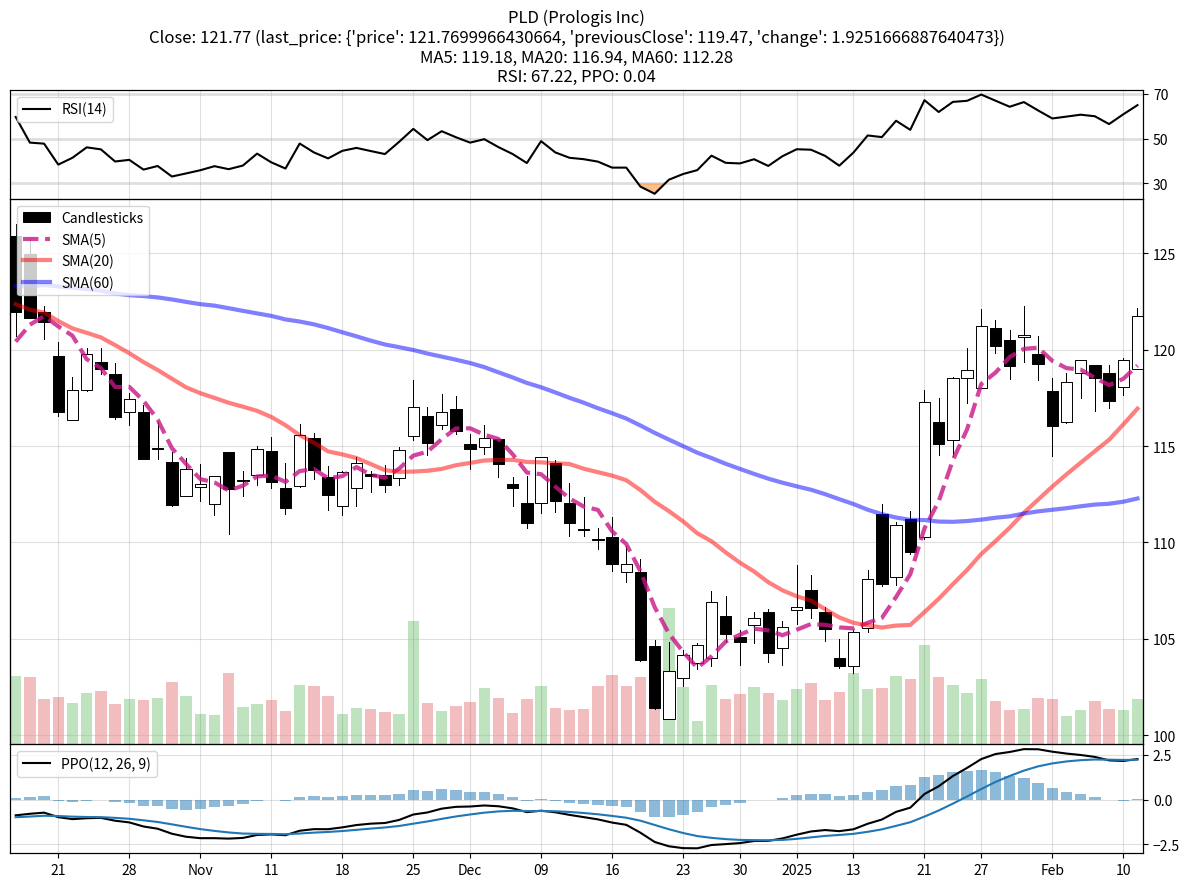 PLD (Prologis Inc)
Close: 121.77 (last_price: {'price': 121.7699966430664, 'previousClose': 119.47, 'change': 1.9251666887640473})
MA5: 119.18, MA20: 116.94, MA60: 112.28
RSI: 67.22, PPO: 0.04
RSI(14)
70
50
30
Candlesticks
SMA(5)
SMA(20)
SMA(60)
125
120
115
110
105
100
PPO(12, 26, 9)
2.5
0.0
−2.5
21 28 Nov 11 18 25 Dec 09 16 23 30 2025 13 21 27 Feb 10